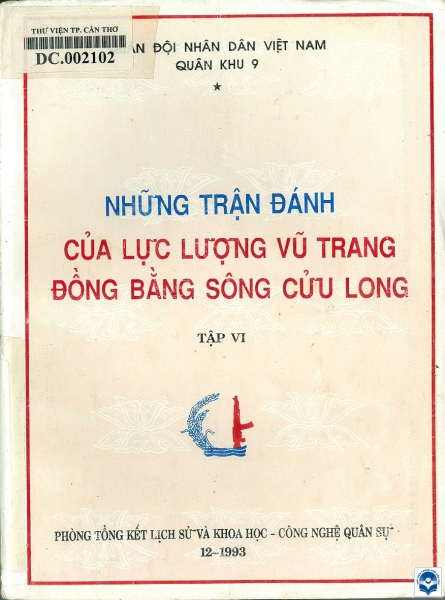 THƯ VIỆN TP. CẦN THƠ
DC.002102
ÂN ĐỘI NHÂN DÂN VIỆT NAM
QUÂN KHU 9
NHỮNG TRẬN ĐÁNH
CỦA LỰC LƯỢNG VŨ TRANG
ĐỒNG BẰNG SÔNG CỬU LONG
TẬP VI
PHÒNG TỔNG KẾT LỊCH SỬ VÀ KHOA HỌC - CÔNG NGHỆ QUÂN SỰ
12-1993